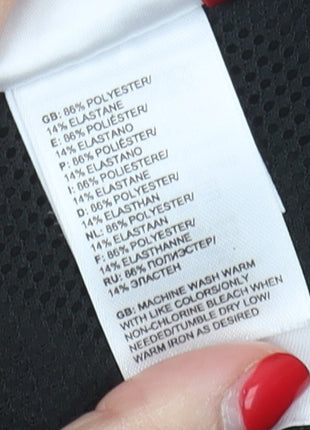 GB: 86% POLYESTER/
14% ELASTANE
E: 86% POLIÉSTER/
14% ELASTANO
P: 86% POLIÉSTER/
14% ELASTANO
I: 86% POLIESTERE/
14% ELASTANE
D: 86% POLYESTER/
14% ELASTHAN
NL: 86% POLYESTER/
14% ELASTAAN
F: 86% POLYESTER/
14% ELASTHANNE
RU: 86% ПОЛИЭСТЕР/
14% ЭЛАСТЕН
GB: MACHINE WASH WARM
WITH LIKE COLORS/ONLY
NON-CHLORINE BLEACH WHEN
NEEDED/TUMBLE DRY LOW/
WARM IRON AS DESIRED